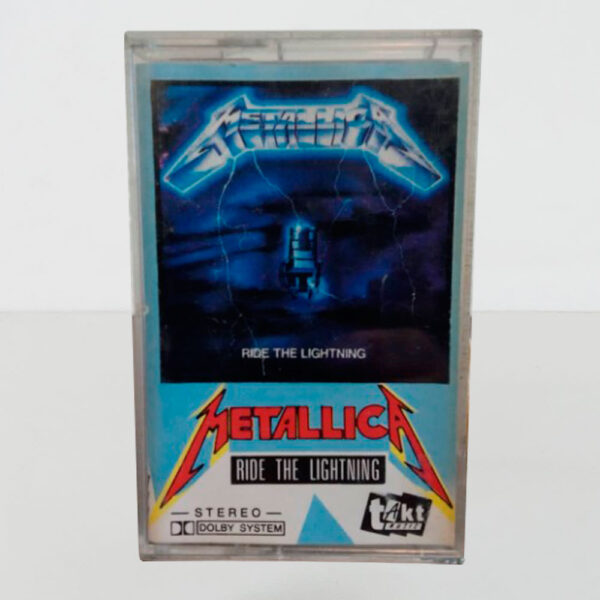 METALLICA
RIDE THE LIGHTNING
METALLICA
RIDE THE LIGHTNING
STEREO
DOLBY SYSTEM
takt